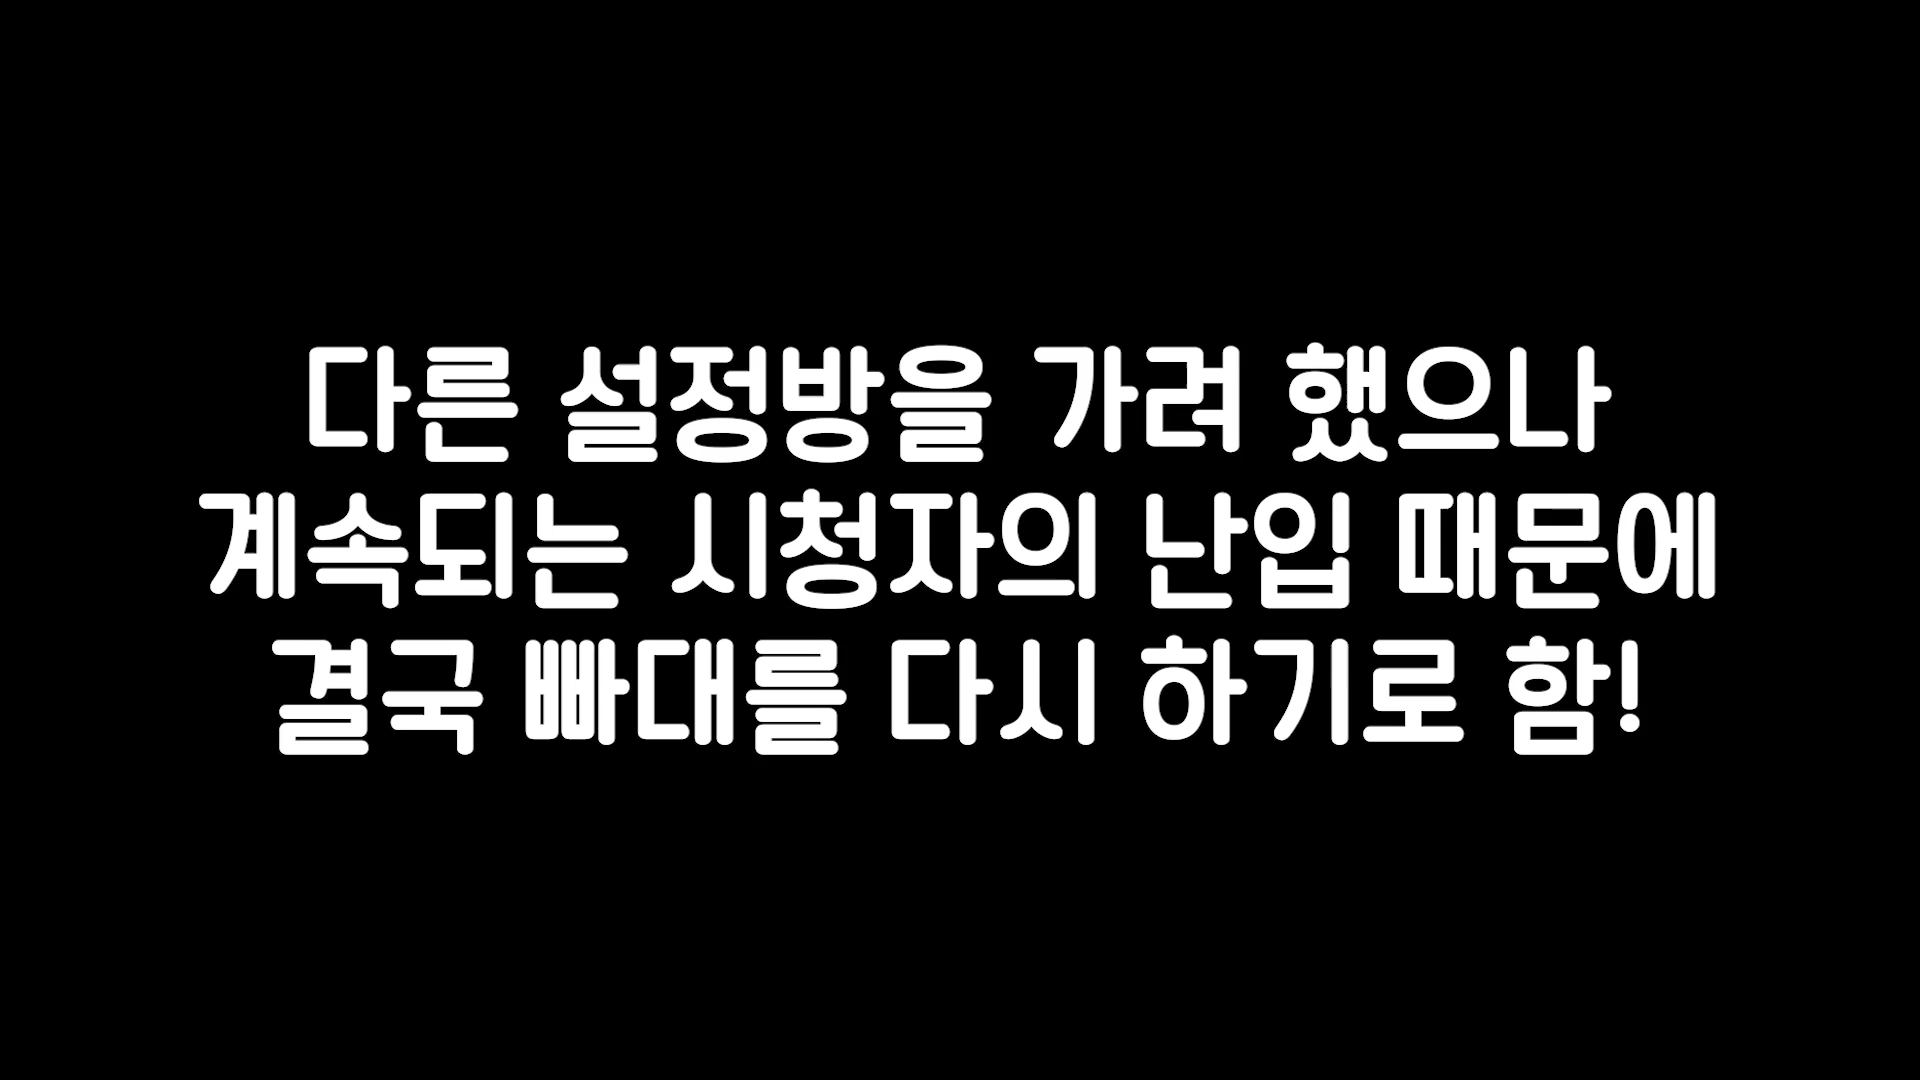 다른 설정방을 가려 했으나
계속되는 시청자의 난입 때문에
결국 빠대를 다시 하기로 함!